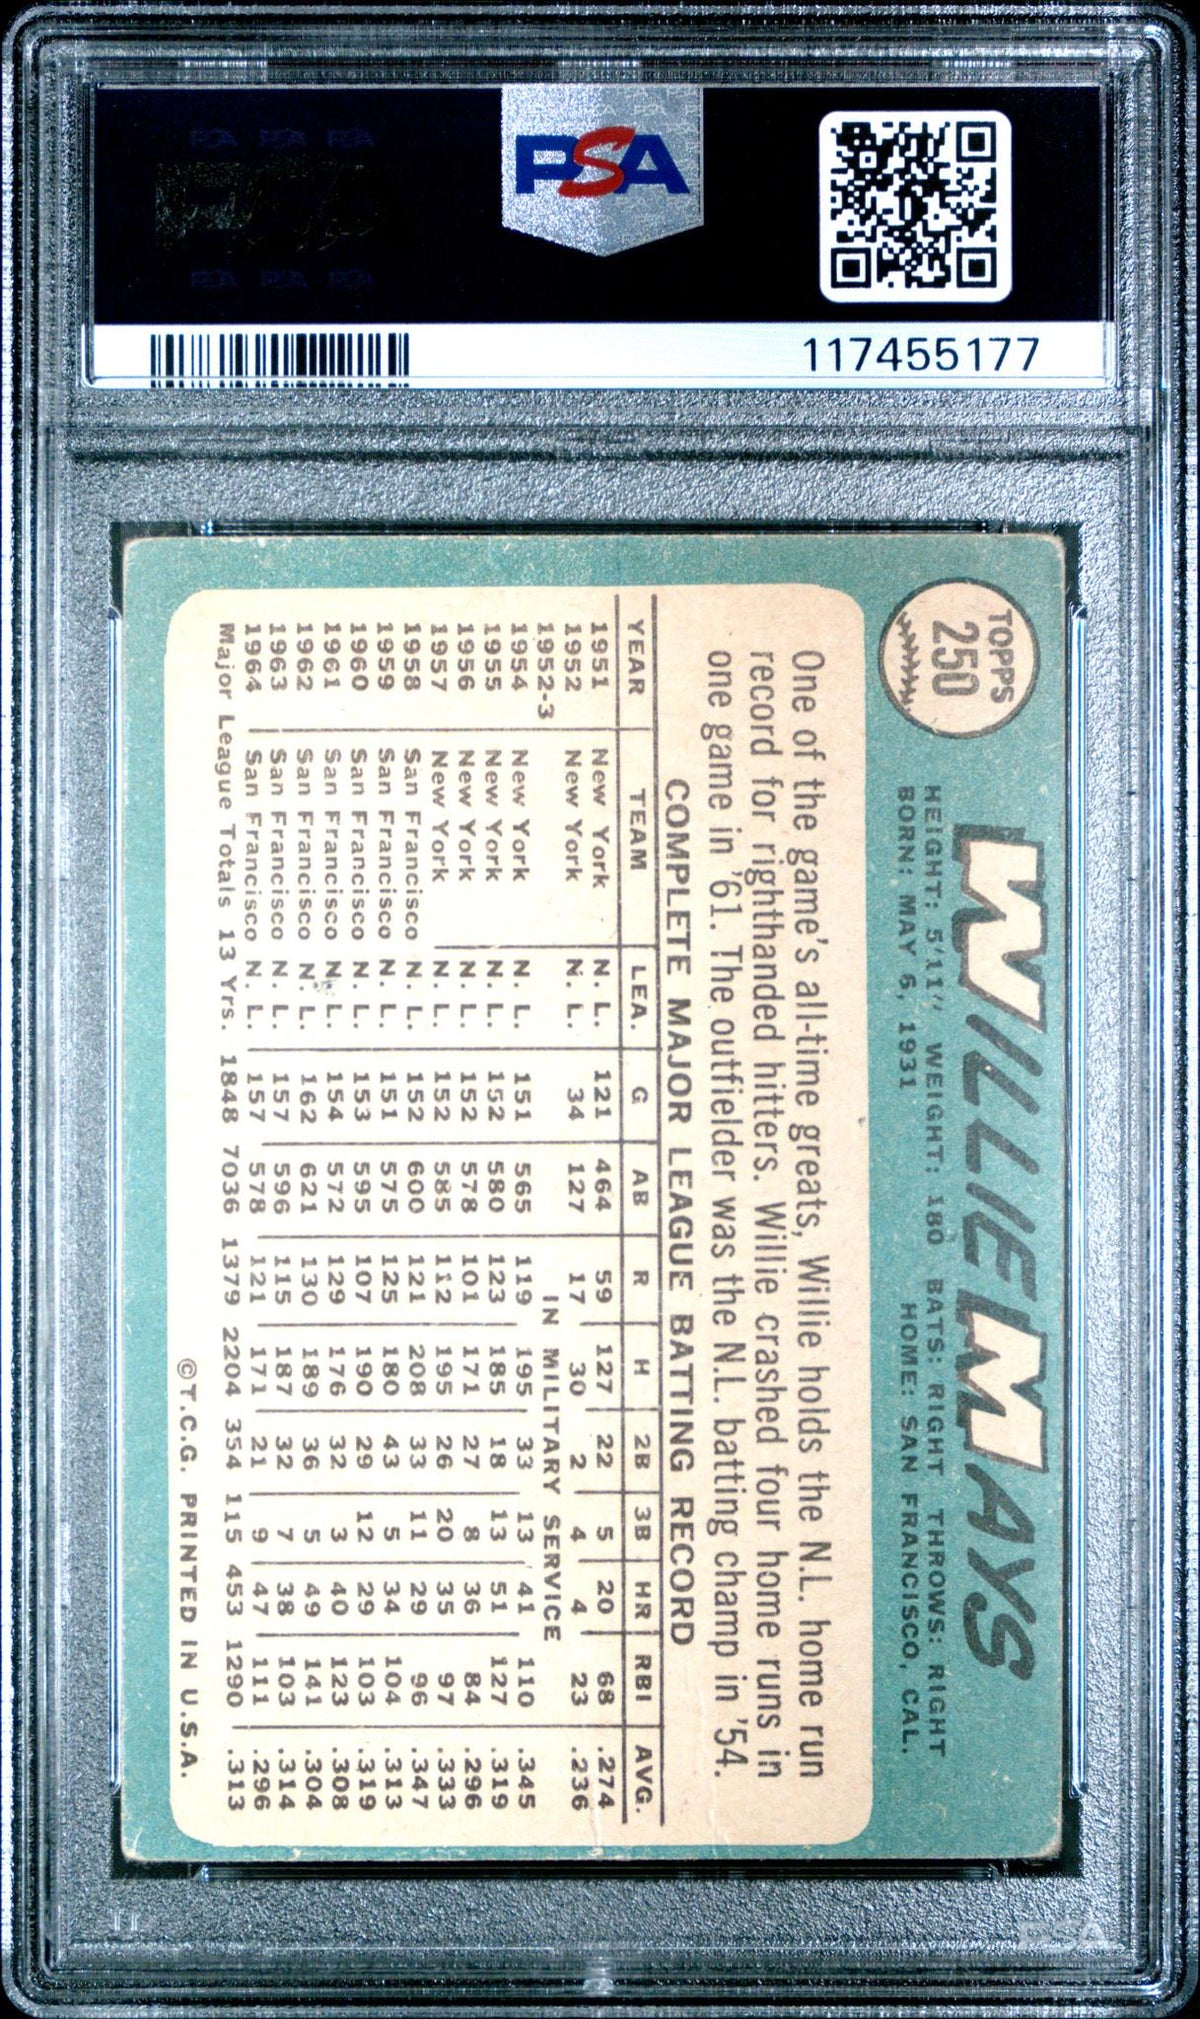 PSA PSA PSA
PSA
PSA PSA PSA
117455177
TOPPS
250
WILLIE MAYS
HEIGHT: 5'11" WEIGHT: 180 BATS: RIGHT THROWS: RIGHT
BORN: MAY 6, 1931 HOME: SAN FRANCISCO, CAL.
One of the game's all-time greats, Willie holds the N.L. home run
record for righthanded hitters. Willie crashed four home runs in
one game in '61. The outfielder was the N.L. batting champ in '54.
COMPLETE MAJOR LEAGUE BATTING RECORD
YEAR TEAM LEA. G AB R H 2B 3B HR RBI AVG.
1951 New York N. L. 121 464 59 127 22 5 20 68 .274
1952 New York N. L. 34 127 17 30 2 4 4 23 .236
1952-3 IN MILITARY SERVICE
1954 New York N. L. 151 565 119 195 33 13 41 110 .345
1955 New York N. L. 152 580 123 185 18 13 51 127 .319
1956 New York N. L. 152 578 101 171 27 8 36 84 .296
1957 New York N. L. 152 585 112 195 26 20 35 97 .333
1958 San Francisco N. L. 152 600 121 208 33 11 29 96 .347
1959 San Francisco N. L. 151 575 125 180 43 5 34 104 .313
1960 San Francisco N. L. 153 595 107 190 29 12 29 103 .319
1961 San Francisco N. L. 154 572 129 176 32 3 40 123 .308
1962 San Francisco N. L. 162 621 130 189 36 5 49 141 .304
1963 San Francisco N. L. 157 596 115 187 32 7 38 103 .314
1964 San Francisco N. L. 157 578 121 171 21 9 47 111 .296
Major League Totals 13 Yrs. 1848 7036 1379 2204 354 115 453 1290 .313
©T.C.G. PRINTED IN U.S.A.
PSA